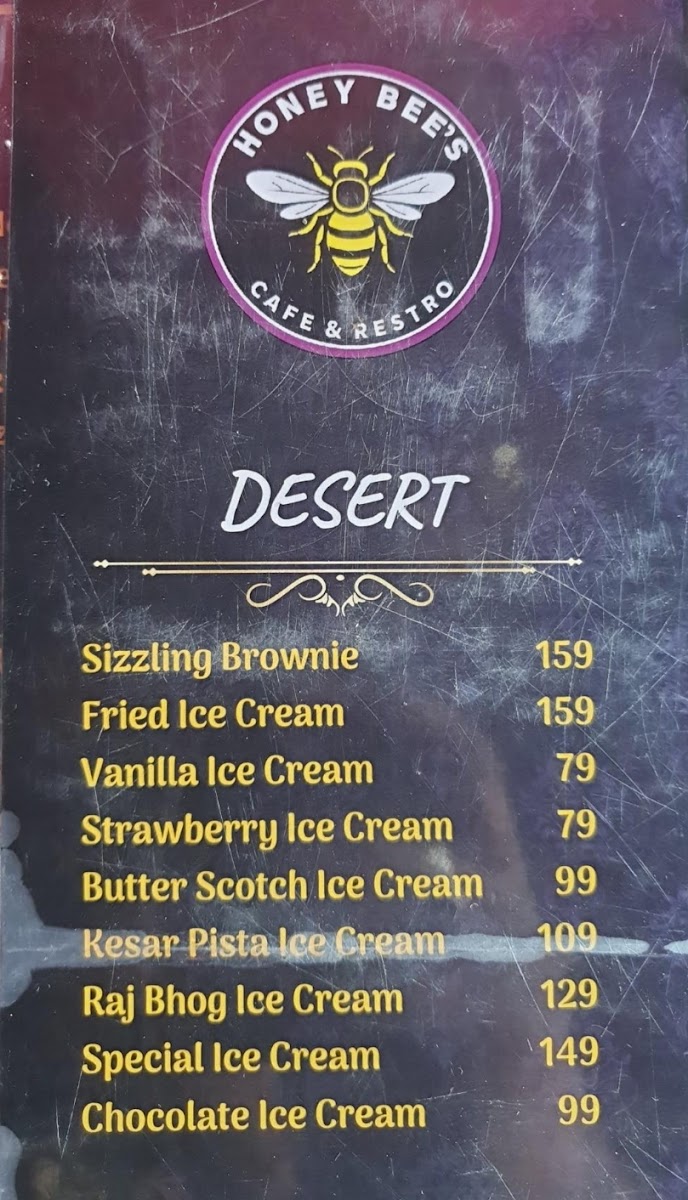 HONEY BEE'S
CAFE & RESTRO
DESERT
Sizzling Brownie 159
Fried Ice Cream 159
Vanilla Ice Cream 79
Strawberry Ice Cream 79
Butter Scotch Ice Cream 99
Kesar Pista Ice Cream 109
Raj Bhog Ice Cream 129
Special Ice Cream 149
Chocolate Ice Cream 99